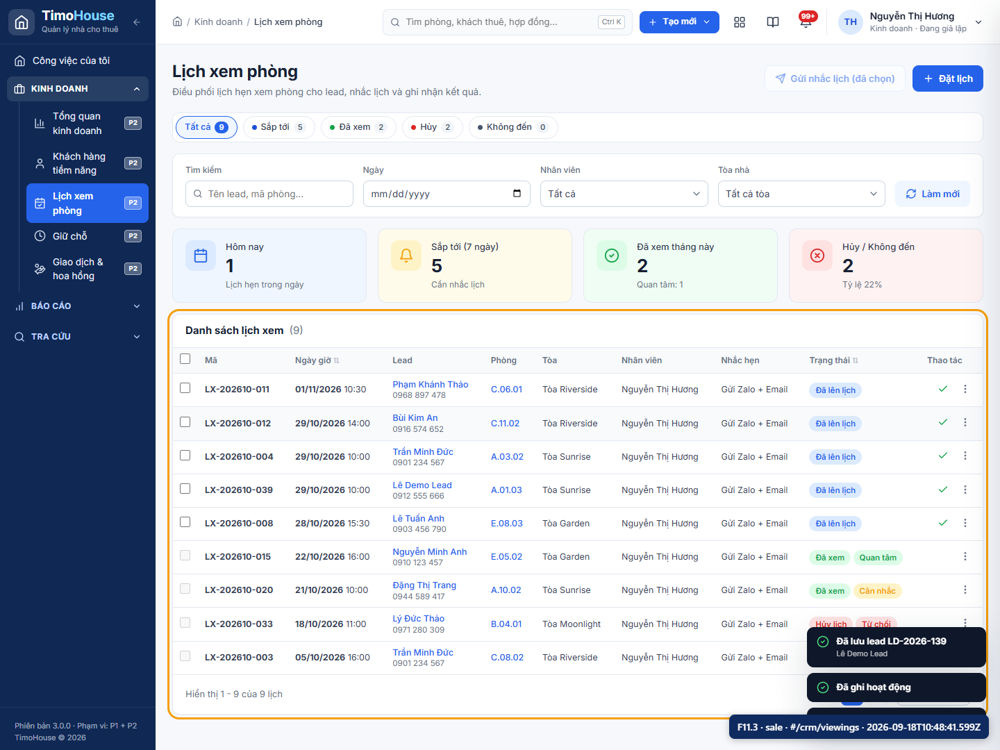 TimoHouse
Quản lý nhà cho thuê
Công việc của tôi
KINH DOANH
Tổng quan kinh doanh P2
Khách hàng tiềm năng P2
Lịch xem phòng P2
Giữ chỗ P2
Giao dịch & hoa hồng P2
BÁO CÁO
TRA CỨU
Phiên bản 3.0.0 · Phạm vi: P1 + P2
TimoHouse © 2026
/ Kinh doanh / Lịch xem phòng
Tìm phòng, khách thuê, hợp đồng... Ctrl K
Tạo mới
99+
TH
Nguyễn Thị Hương
Kinh doanh · Đang giả lập
Lịch xem phòng
Điều phối lịch hẹn xem phòng cho lead, nhắc lịch và ghi nhận kết quả.
Gửi nhắc lịch (đã chọn)
Đặt lịch
Tất cả 9
Sắp tới 5
Đã xem 2
Hủy 2
Không đến 0
Tìm kiếm Ngày Nhân viên Tòa nhà
Tên lead, mã phòng... mm/dd/yyyy Tất cả Tất cả tòa Làm mới
Hôm nay
1
Lịch hẹn trong ngày
Sắp tới (7 ngày)
5
Cần nhắc lịch
Đã xem tháng này
2
Quan tâm: 1
Hủy / Không đến
2
Tỷ lệ 22%
Danh sách lịch xem (9)
Mã Ngày giờ Lead Phòng Tòa Nhân viên Nhắc hẹn Trạng thái Thao tác
LX-202610-011 01/11/2026 10:30 Phạm Khánh Thảo 0968 897 478 C.06.01 Tòa Riverside Nguyễn Thị Hương Gửi Zalo + Email Đã lên lịch
LX-202610-012 29/10/2026 14:00 Bùi Kim An 0916 574 652 C.11.02 Tòa Riverside Nguyễn Thị Hương Gửi Zalo + Email Đã lên lịch
LX-202610-004 29/10/2026 10:00 Trần Minh Đức 0901 234 567 A.03.02 Tòa Sunrise Nguyễn Thị Hương Gửi Zalo + Email Đã lên lịch
LX-202610-039 29/10/2026 10:00 Lê Demo Lead 0912 555 666 A.01.03 Tòa Sunrise Nguyễn Thị Hương Gửi Zalo + Email Đã lên lịch
LX-202610-008 28/10/2026 15:30 Lê Tuấn Anh 0903 456 790 E.08.03 Tòa Garden Nguyễn Thị Hương Gửi Zalo + Email Đã lên lịch
LX-202610-015 22/10/2026 16:00 Nguyễn Minh Anh 0910 123 457 E.05.02 Tòa Garden Nguyễn Thị Hương Gửi Zalo + Email Đã xem Quan tâm
LX-202610-020 21/10/2026 10:00 Đặng Thị Trang 0944 589 417 A.10.02 Tòa Sunrise Nguyễn Thị Hương Gửi Zalo + Email Đã xem Cân nhắc
LX-202610-033 18/10/2026 11:00 Lý Đức Thảo 0971 280 309 B.04.01 Tòa Moonlight Nguyễn Thị Hương Gửi Zalo + Email Hủy lịch Từ chối
LX-202610-003 05/10/2026 16:00 Trần Minh Đức 0901 234 567 C.08.02 Tòa Riverside Nguyễn Thị Hương Gửi Zalo + Email
Hiển thị 1 - 9 của 9 lịch
Đã lưu lead LD-2026-139
Lê Demo Lead
Đã ghi hoạt động
F11.3 · sale · #/crm/viewings · 2026-09-18T10:48:41.599Z